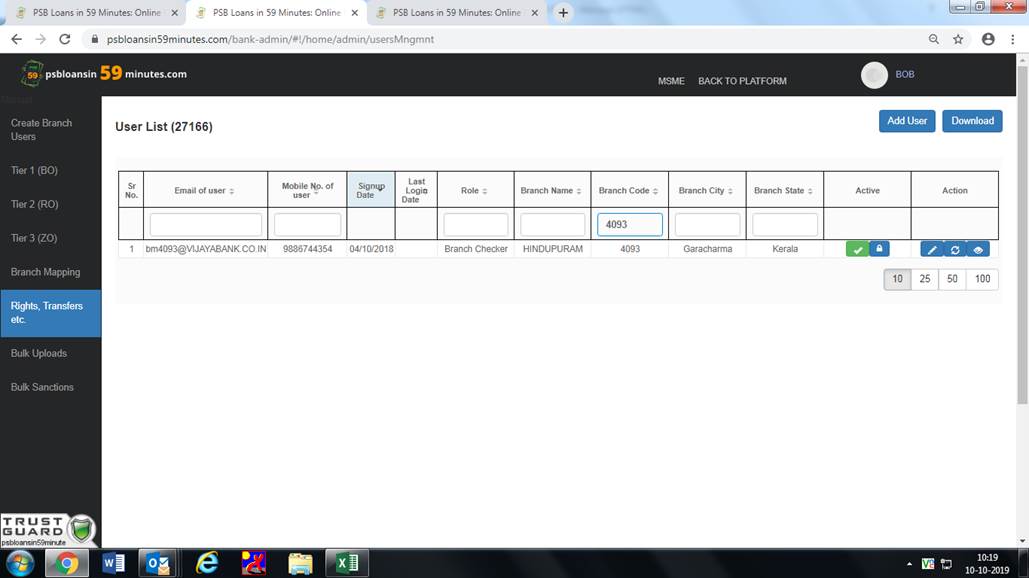 PSB Loans in 59 Minutes: Online
PSB Loans in 59 Minutes: Online
PSB Loans in 59 Minutes: Online
psbloansin59minutes.com/bank-admin/#!/home/admin/usersMngmnt
psbloansin 59 minutes.com
MSME BACK TO PLATFORM BOB
Create Branch
Users
Tier 1 (BO)
Tier 2 (RO)
Tier 3 (ZO)
Branch Mapping
Rights, Transfers
etc.
Bulk Uploads
Bulk Sanctions
User List (27166)
Add User Download
Sr No. Email of user Mobile No. of user Signup Date Last Login Date Role Branch Name Branch Code Branch City Branch State Active Action
4093
1 bm4093@VIJAYABANK.CO.IN 9886744354 04/10/2018 Branch Checker HINDUPURAM 4093 Garacharma Kerala
10 25 50 100
TRUST
GUARD
psbloansin59minute
10:19
10-10-2019